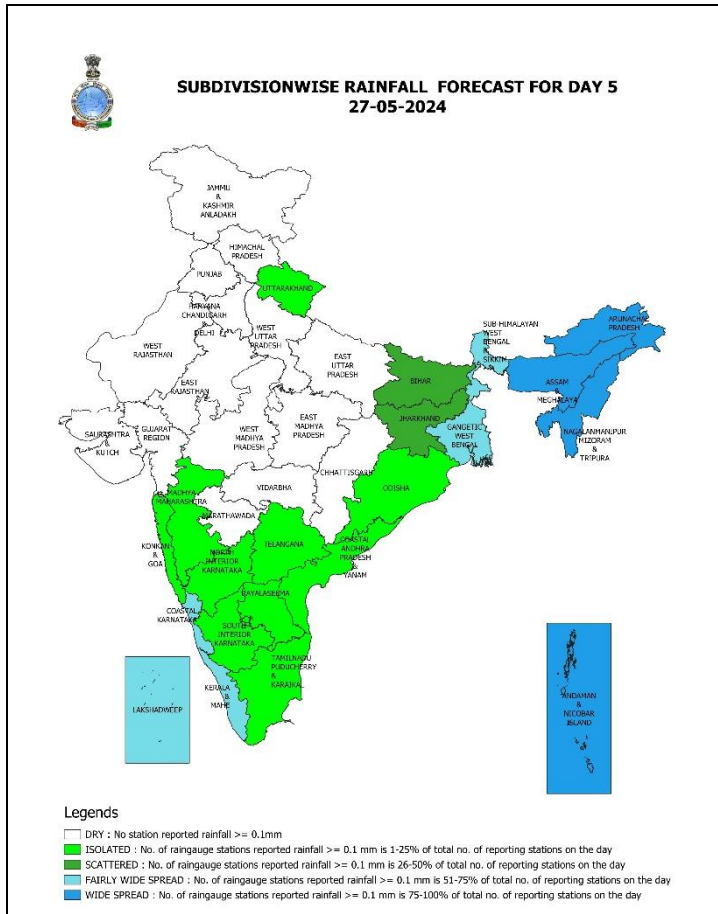 SUBDIVISIONWISE RAINFALL FORECAST FOR DAY 5
27-05-2024
JAMMU
&
KASHMIR
ANLADAKH
HIMACHAL
PRADESH
PUNJAB
UTTARAKHAND
HARYANA
CHANDIGARH
&
DELHI
WEST
RAJASTHAN
WEST
UTTAR
PRADESH
EAST
UTTAR
PRADESH
SUB-HIMALAYAN
WEST
BENGAL
&
SIKKIN
ARUNACHAL
PRADESH
EAST
RAJASTHAN
BIHAR
ASSAM
&
MEGHALAYA
SAURASHTRA
&
KUTCH
GUJARAT
REGION
WEST
MADHYA
PRADESH
EAST
MADHYA
PRADESH
JHARKHAND
GANGETIC
WEST
BENGAL
NAGALANMANJPUR
MIZORAM
&
TRIPURA
CHHATTISGARH
VIDARBHA
ODISHA
MADHYA
MAHARASHTRA
MARATHAWADA
KONKAN
&
GOA
NORTH
INTERIOR
KARNATAKA
TELANGANA
COASTAL
ANDHRA
PRADESH
&
YANAM
RAYALASEEMA
COASTAL
KARNATAKA
SOUTH
INTERIOR
KARNATAKA
TAMILNADU
PUDUCHERRY
&
KARAIKAL
KERALA
&
MAHE
LAKSHADWEEP
ANDAMAN
&
NICOBAR
ISLAND
Legends
DRY : No station reported rainfall >= 0.1mm
ISOLATED : No. of raingauge stations reported rainfall >= 0.1 mm is 1-25% of total no. of reporting stations on the day
SCATTERED : No. of raingauge stations reported rainfall >= 0.1 mm is 26-50% of total no. of reporting stations on the day
FAIRLY WIDE SPREAD : No. of raingauge stations reported rainfall >= 0.1 mm is 51-75% of total no. of reporting stations on the day
WIDE SPREAD : No. of raingauge stations reported rainfall >= 0.1 mm is 75-100% of total no. of reporting stations on the day